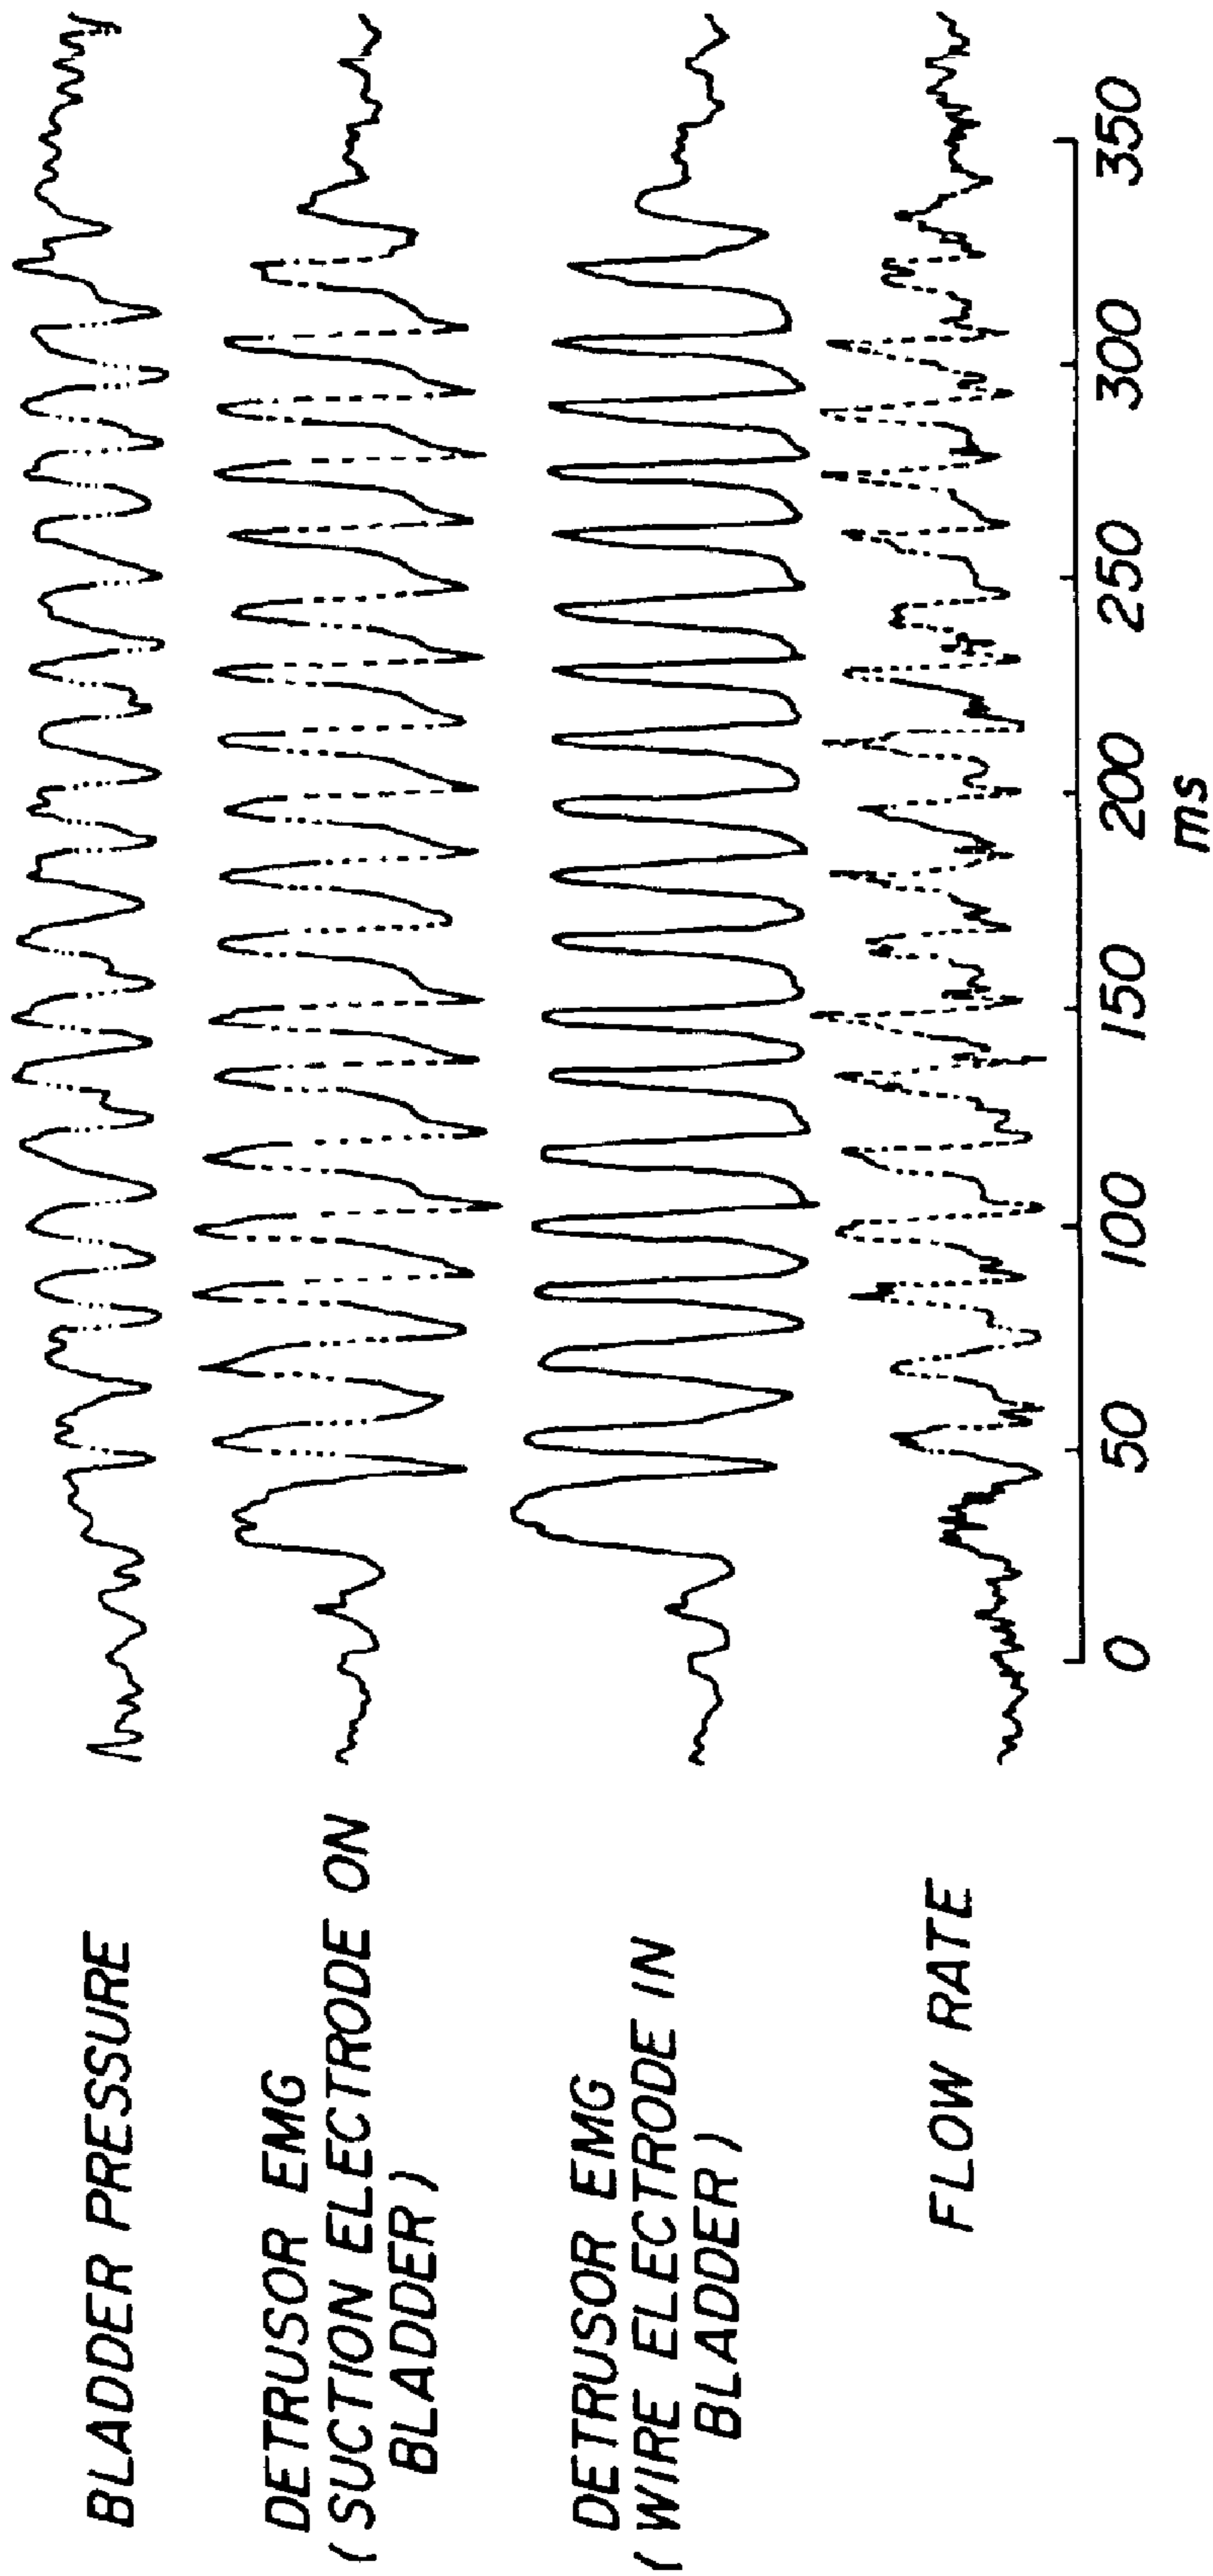 BLADDER PRESSURE
DETRUSOR EMG
(SUCTION ELECTRODE ON
BLADDER)
DETRUSOR EMG
(WIRE ELECTRODE IN
BLADDER)
FLOW RATE
0 50 100 150 200 250 300 350
ms